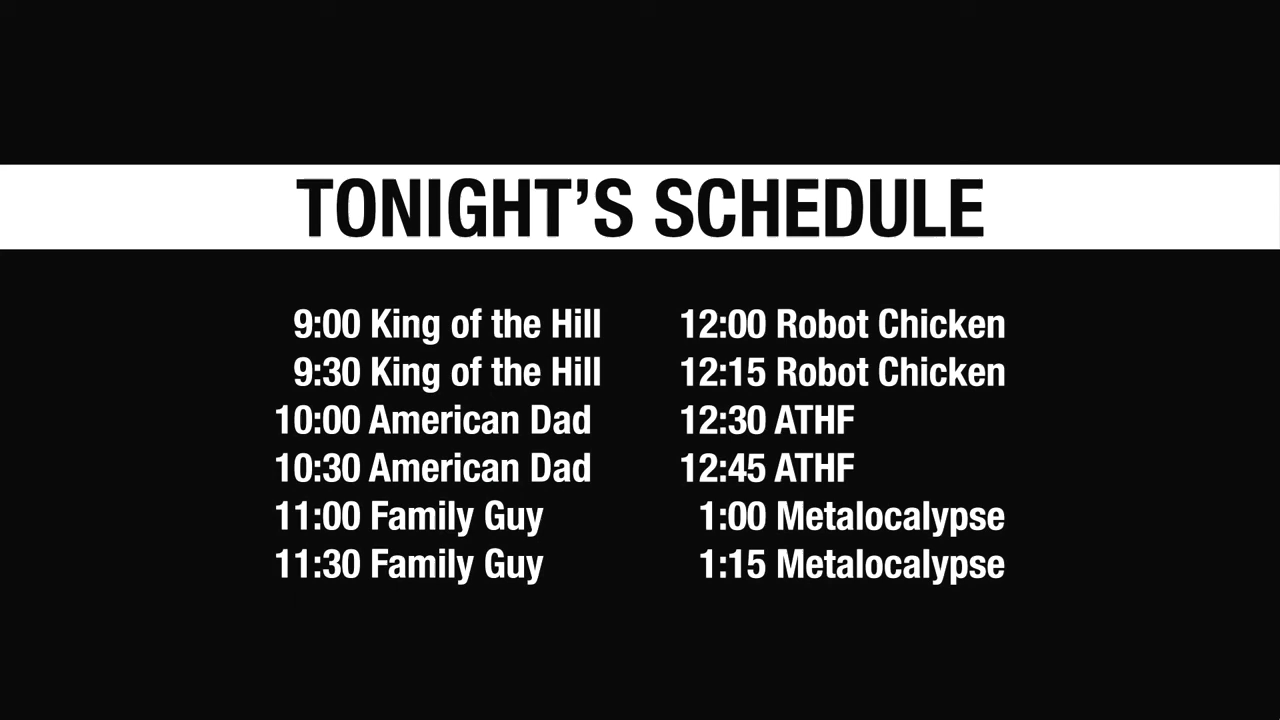 TONIGHT’S SCHEDULE
9:00 King of the Hill
9:30 King of the Hill
10:00 American Dad
10:30 American Dad
11:00 Family Guy
11:30 Family Guy
12:00 Robot Chicken
12:15 Robot Chicken
12:30 ATHF
12:45 ATHF
1:00 Metalocalypse
1:15 Metalocalypse